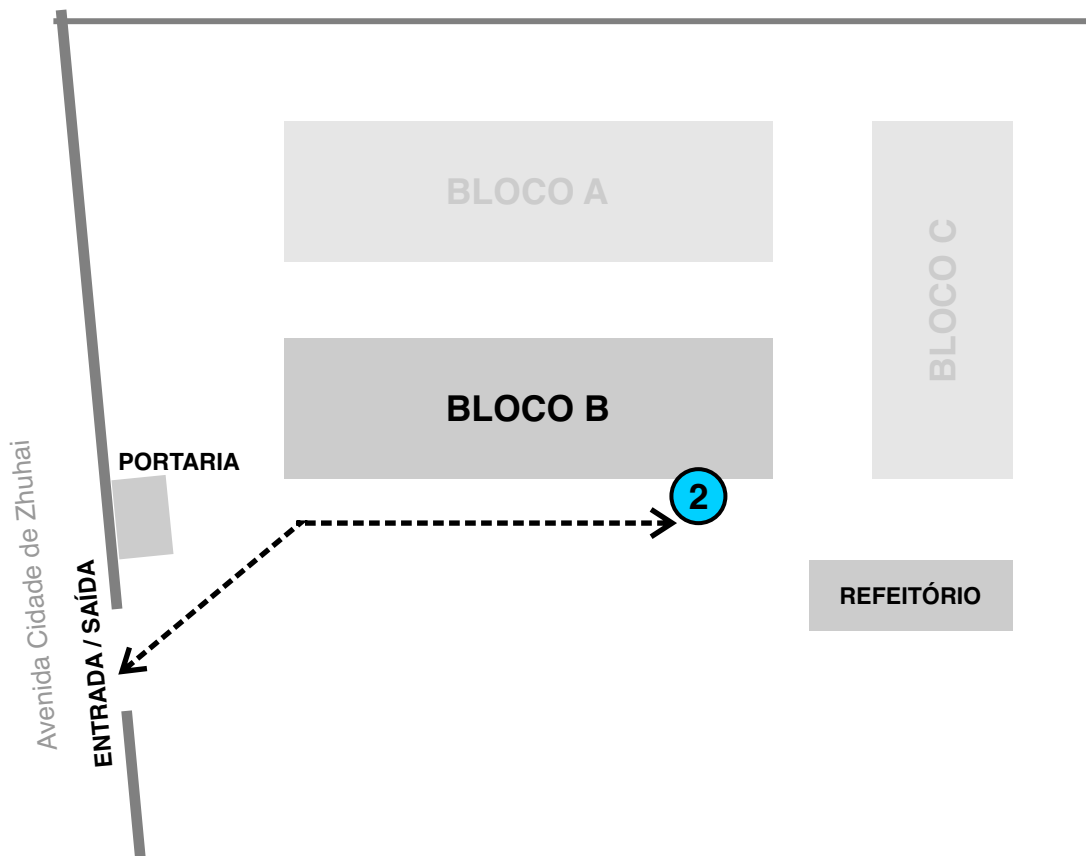 BLOCO A
BLOCO C
BLOCO B
PORTARIA
2
Avenida Cidade de Zhuhai
ENTRADA / SAÍDA
REFEITÓRIO